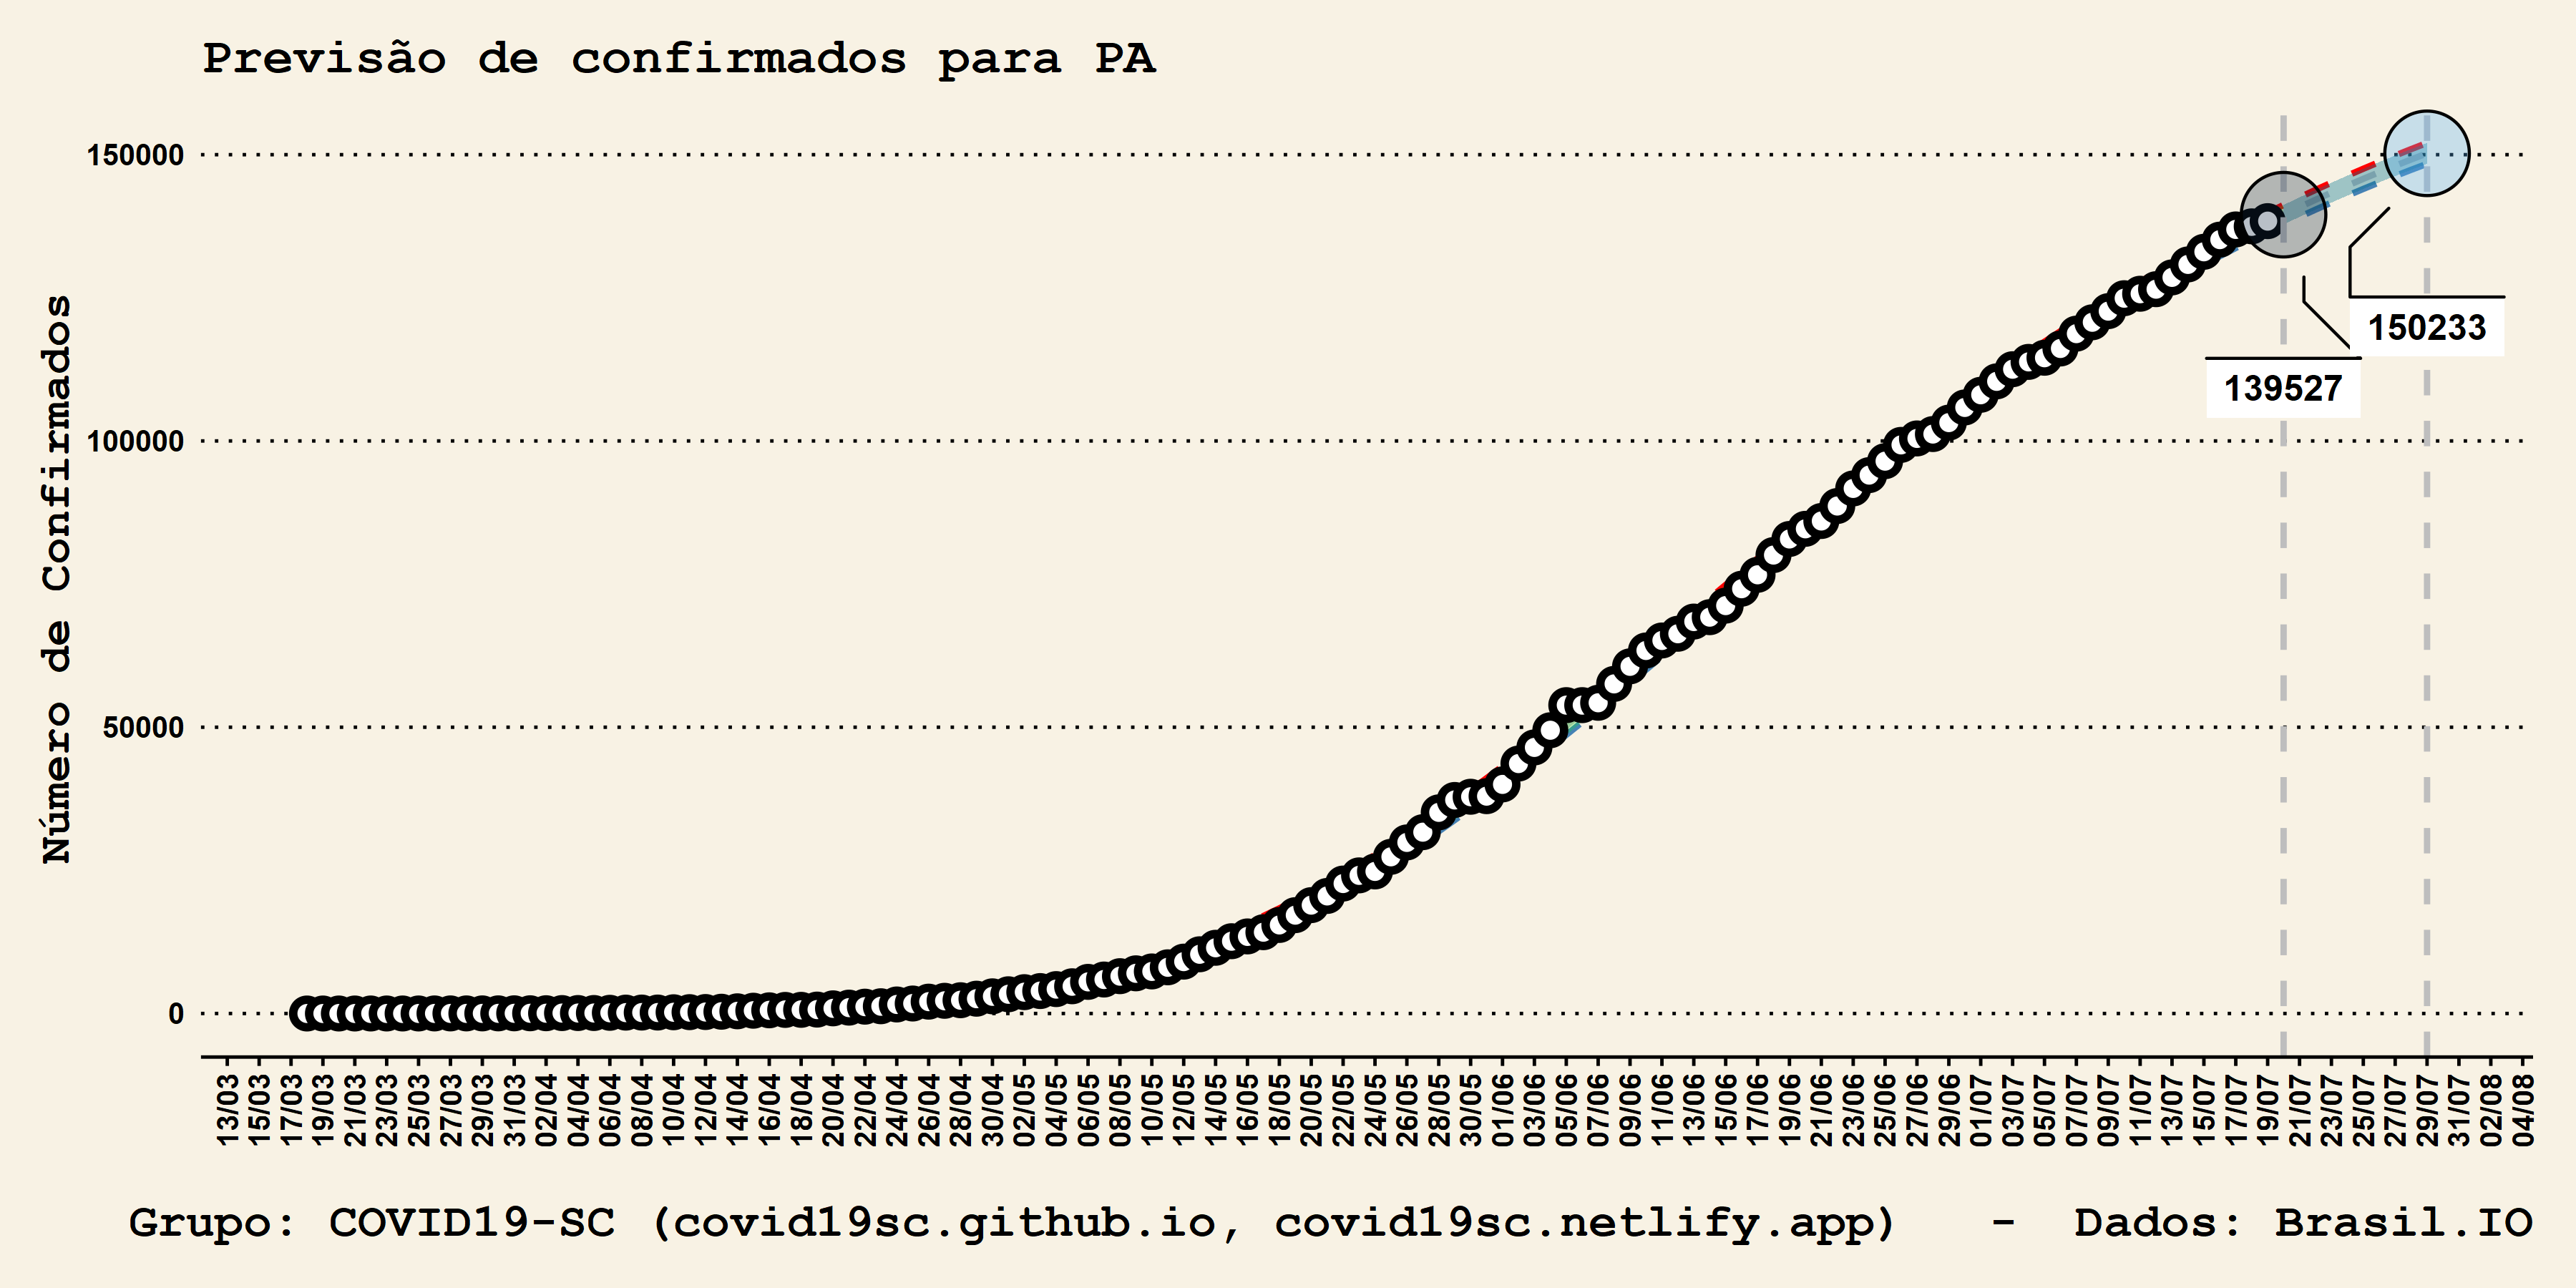 Previsão de confirmados para PA
Número de Confirmados
150000
100000
50000
0
150233
139527
13/03 15/03 17/03 19/03 21/03 23/03 25/03 27/03 29/03 31/03 02/04 04/04 06/04 08/04 10/04 12/04 14/04 16/04 18/04 20/04 22/04 24/04 26/04 28/04 30/04 02/05 04/05 06/05 08/05 10/05 12/05 14/05 16/05 18/05 20/05 22/05 24/05 26/05 28/05 30/05 01/06 03/06 05/06 07/06 09/06 11/06 13/06 15/06 17/06 19/06 21/06 23/06 25/06 27/06 29/06 01/07 03/07 05/07 07/07 09/07 11/07 13/07 15/07 17/07 19/07 21/07 23/07 25/07 27/07 29/07 31/07 02/08 04/08
Grupo: COVID19-SC (covid19sc.github.io, covid19sc.netlify.app) - Dados: Brasil.IO